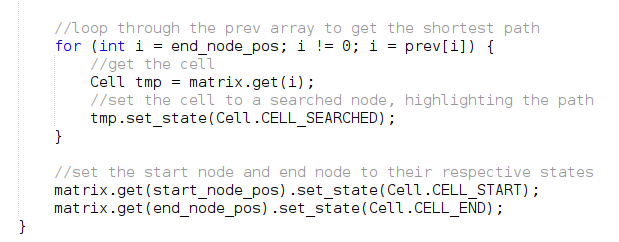 //loop through the prev array to get the shortest path
for (int i = end_node_pos; i != 0; i = prev[i]) {
//get the cell
Cell tmp = matrix.get(i);
//set the cell to a searched node, highlighting the path
tmp.set_state(Cell.CELL_SEARCHED);
}
//set the start node and end node to their respective states
matrix.get(start_node_pos).set_state(Cell.CELL_START);
matrix.get(end_node_pos).set_state(Cell.CELL_END);
}